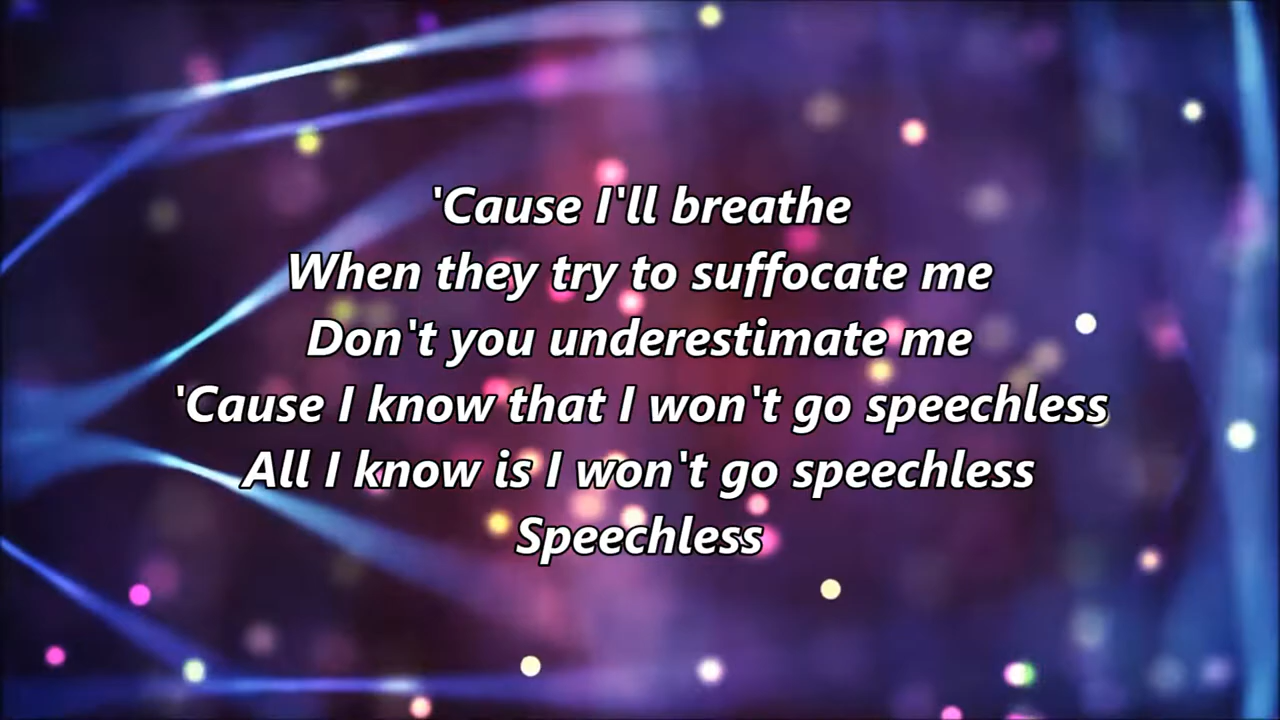 'Cause I'll breathe
When they try to suffocate me
Don't you underestimate me
'Cause I know that I won't go speechless
All I know is I won't go speechless
Speechless